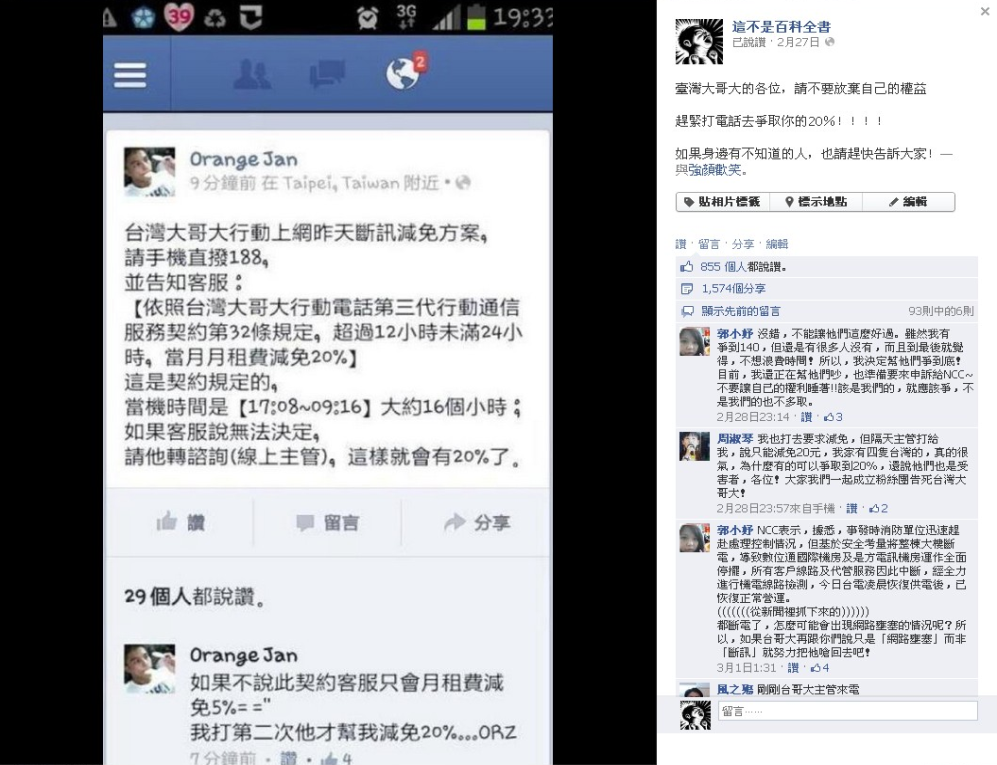 39
3G
19:33
2
Orange Jan
9分鐘前 在 Taipei, Taiwan 附近 •
台灣大哥大行動上網昨天斷訊減免方案。
請手機直撥188。
並告知客服：
【依照台灣大哥大行動電話第三代行動通信
服務契約第32條規定。超過12小時未滿24小
時。當月月租費減免20%】
這是契約規定的。
當機時間是【17:08~09:16】大約16個小時；
如果客服說無法決定。
請他轉諮詢(線上主管)。這樣就會有20%了。
讚
留言
分享
29個人都說讚。
Orange Jan
如果不說此契約客服只會月租費減
免5%= ="
我打第二次他才幫我減免20%...ORZ
7分鐘前 • 讚 • 4
這不是百科全書
已說讚 · 2月27日
臺灣大哥大的各位，請不要放棄自己的權益
趕緊打電話去爭取你的20%！！！！
如果身邊有不知道的人，也請趕快告訴大家！ —
與強顏歡笑。
貼相片標籤
標示地點
編輯
讚 · 留言 · 分享 · 編輯
855 個人都說讚。
1,574個分享
顯示先前的留言
93則中的6則
郭小妤 沒錯，不能讓他們這麼好過。雖然我有
爭到140，但還是有很多人沒有，而且到最後就覺
得，不想浪費時間！所以，我決定幫他們爭到底！
目前，我還正在幫他們吵，也準備要來申訴給NCC~
不要讓自己的權利睡著!!該是我們的，就應該爭，不
是我們的也不多取。
2月28日23:14 · 讚 · 3
周淑琴 我也打去要求減免，但隔天主管打給
我，說只能減免20元，我家有四隻台灣的，真的很
氣，為什麼有的可以爭取到20%，還說他們也是受
害者，各位！大家我們一起成立粉絲團告死台灣大
哥大!
2月28日23:57來自手機 · 讚 · 2
郭小妤 NCC表示，據悉，事發時消防單位迅速趕
赴處理控制情況，但基於安全考量將整棟大樓斷
電，導致數位通國際機房及是方電訊機房運作全面
停擺，所有客戶線路及代管服務因此中斷，經全力
進行機電線路檢測，今日台電凌晨恢復供電後，已
恢復正常營運。
(((((((從新聞裡抓下來的))))))
都斷電了，怎麼可能會出現網路壅塞的情況呢？所
以，如果台哥大再跟你們說只是「網路壅塞」而非
「斷訊」就努力把他嗆回去吧！
3月1日1:31 · 讚 · 4
剛剛台哥大主管來電
留言……